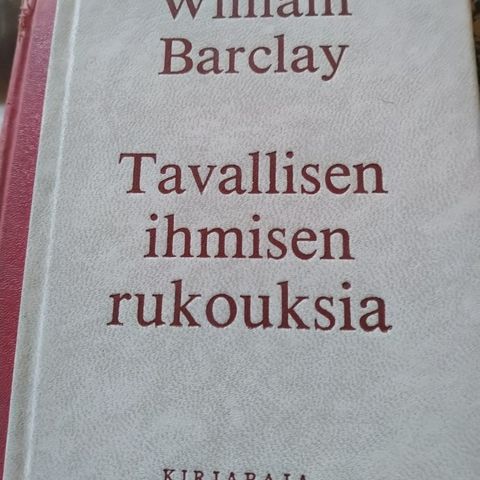 William
Barclay
Tavallisen
ihmisen
rukouksia
KIRJAPAJA